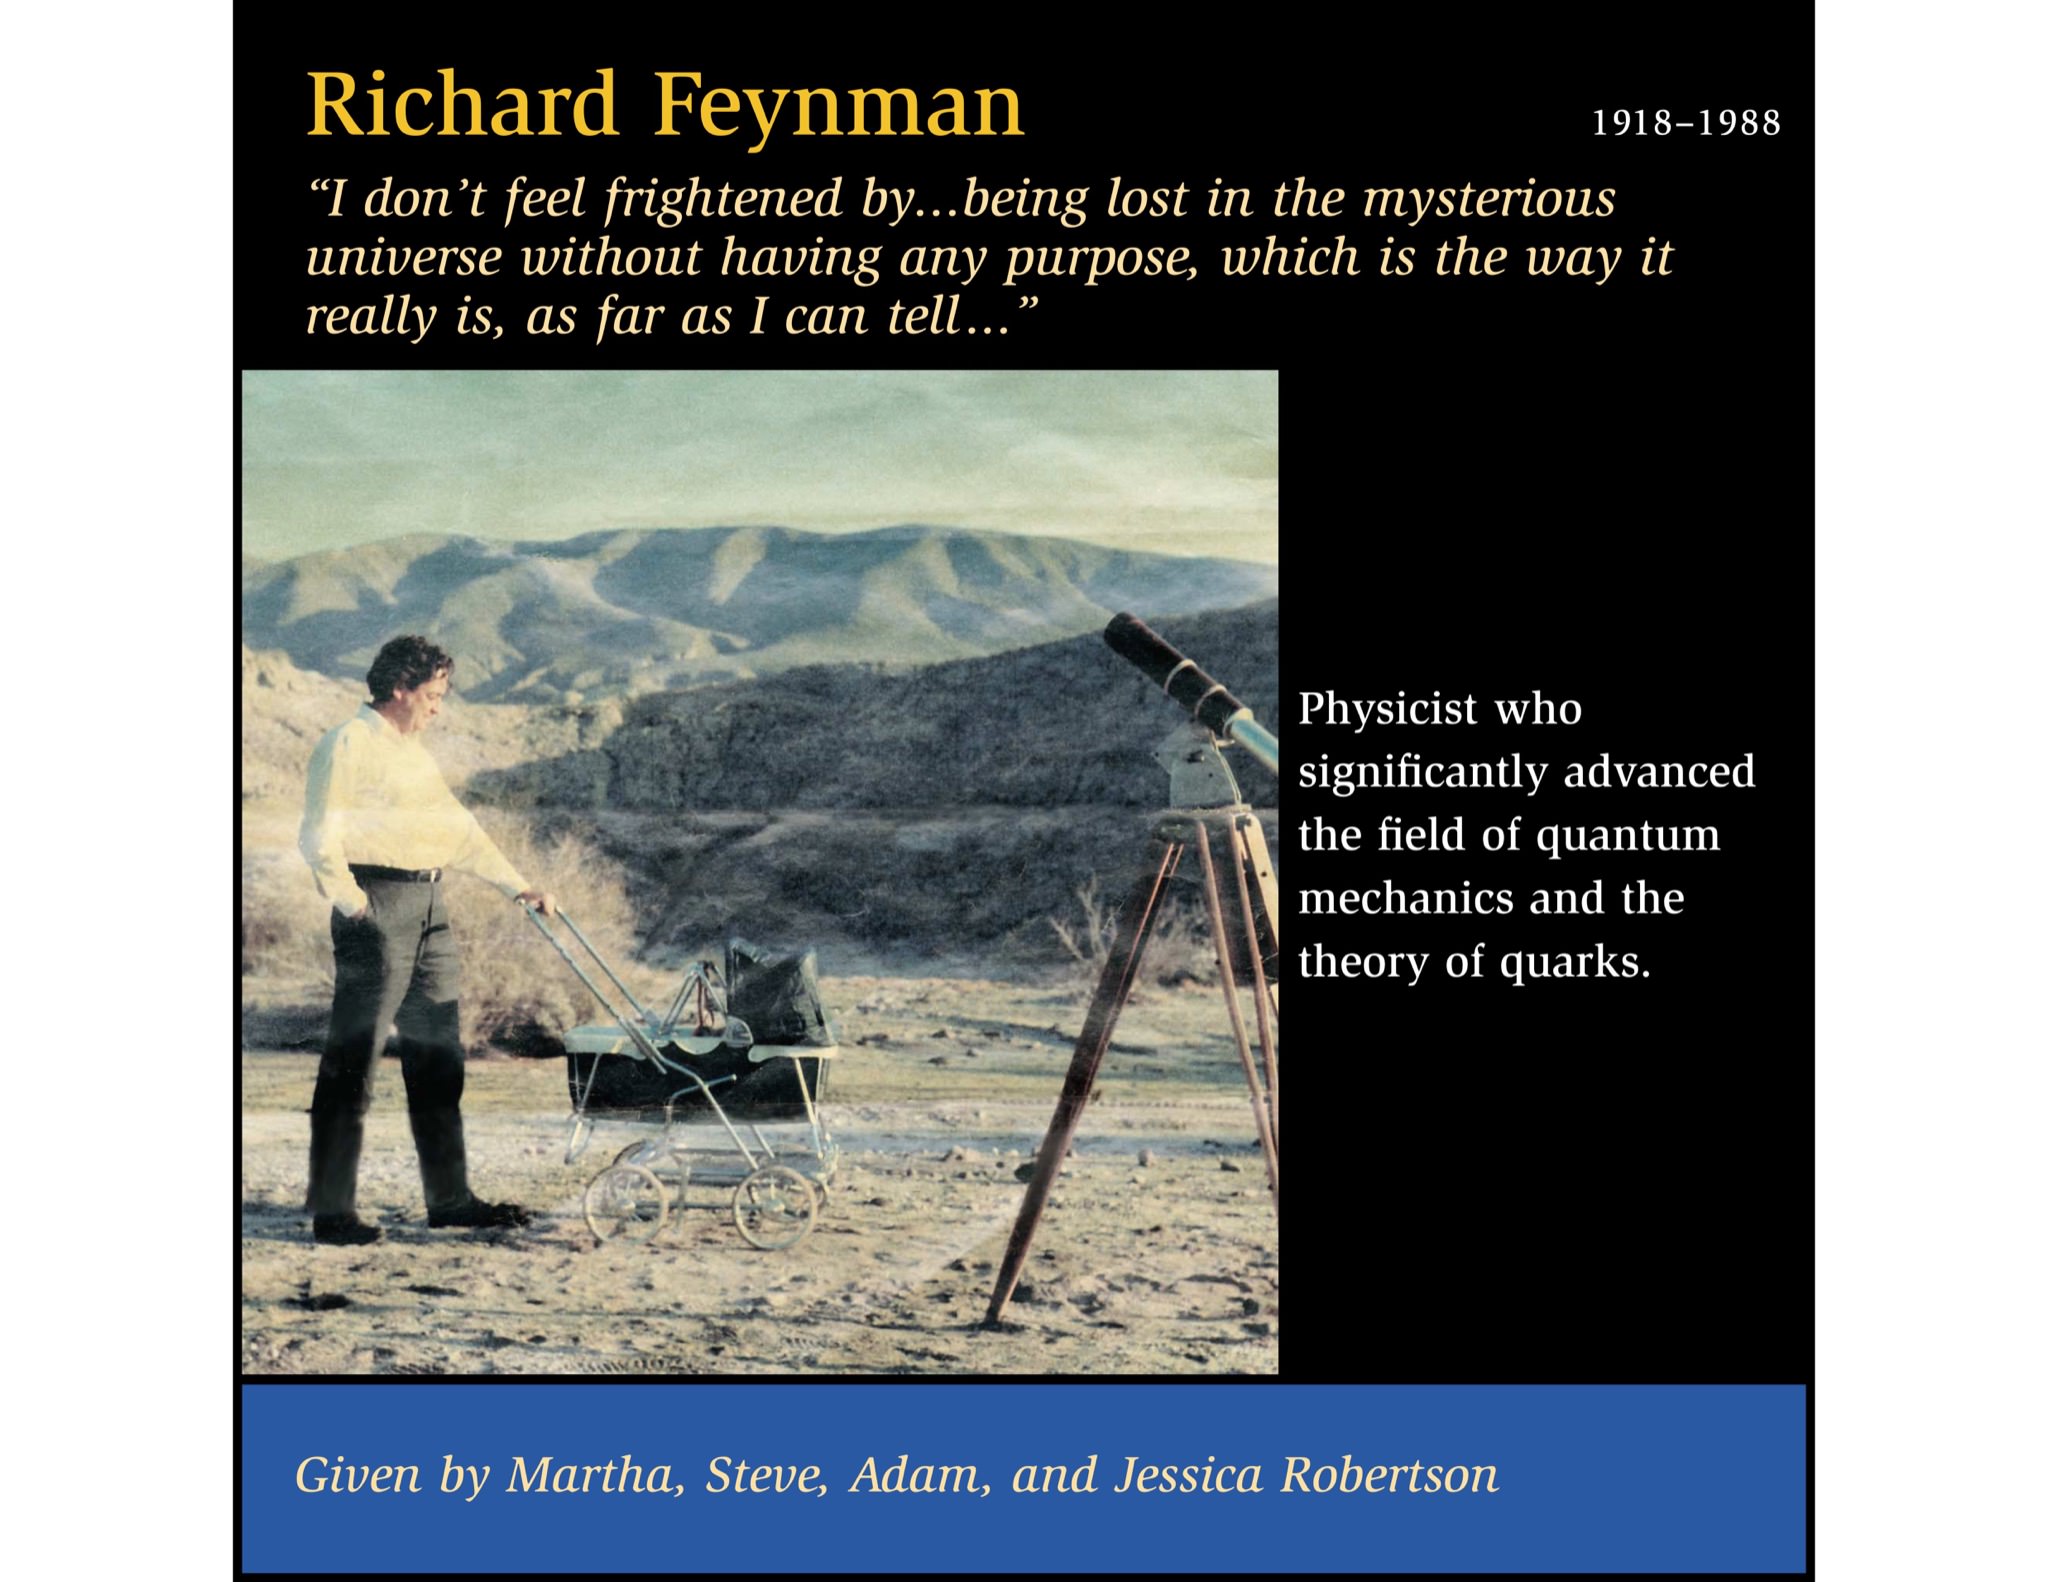 Richard Feynman
1918–1988
“I don’t feel frightened by...being lost in the mysterious
universe without having any purpose, which is the way it
really is, as far as I can tell...”
Physicist who
significantly advanced
the field of quantum
mechanics and the
theory of quarks.
Given by Martha, Steve, Adam, and Jessica Robertson